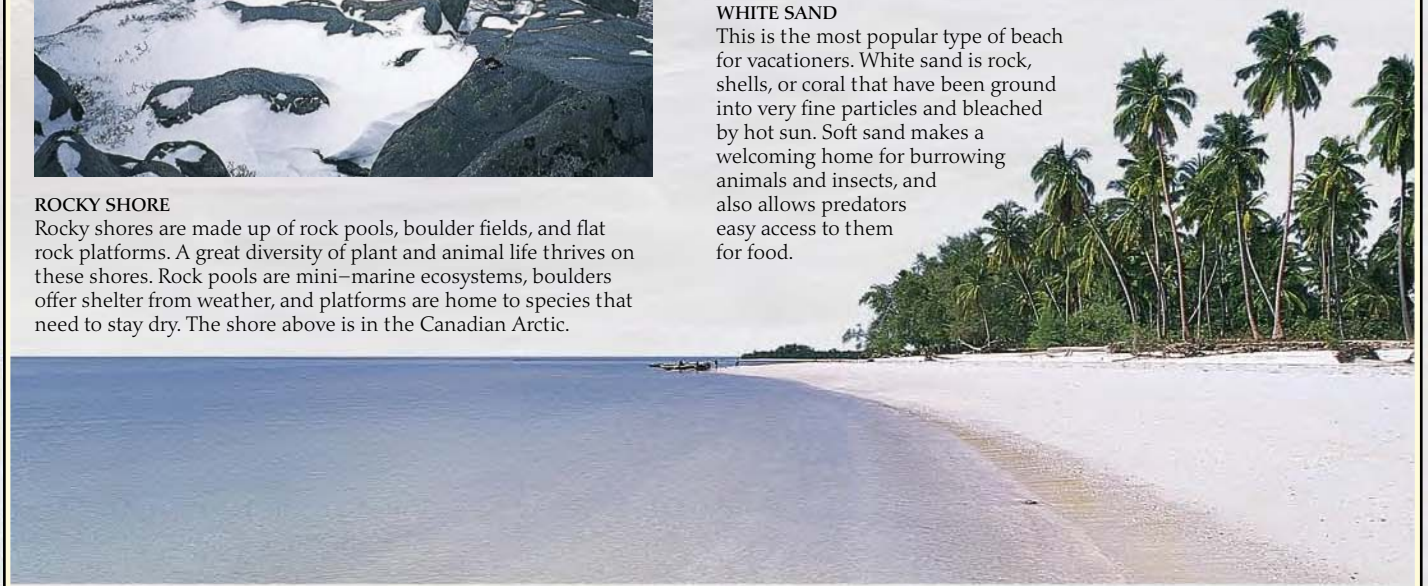 WHITE SAND
This is the most popular type of beach
for vacationers. White sand is rock,
shells, or coral that have been ground
into very fine particles and bleached
by hot sun. Soft sand makes a
welcoming home for burrowing
animals and insects, and
also allows predators
easy access to them
for food.
ROCKY SHORE
Rocky shores are made up of rock pools, boulder fields, and flat
rock platforms. A great diversity of plant and animal life thrives on
these shores. Rock pools are mini–marine ecosystems, boulders
offer shelter from weather, and platforms are home to species that
need to stay dry. The shore above is in the Canadian Arctic.